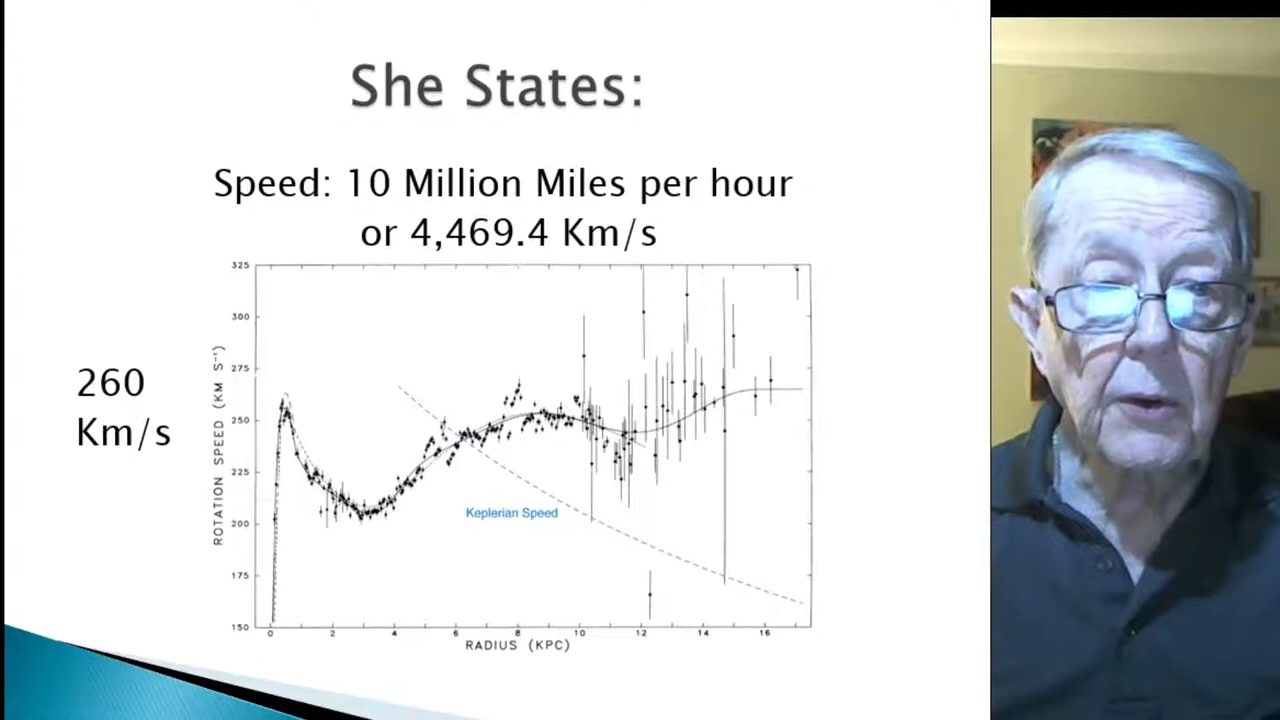 She States:
Speed: 10 Million Miles per hour
or 4,469.4 Km/s
260
Km/s
325
300
275
250
225
200
175
150
ROTATION SPEED (KM S⁻¹)
Keplerian Speed
0 2 4 6 8 10 12 14 16
RADIUS (KPC)